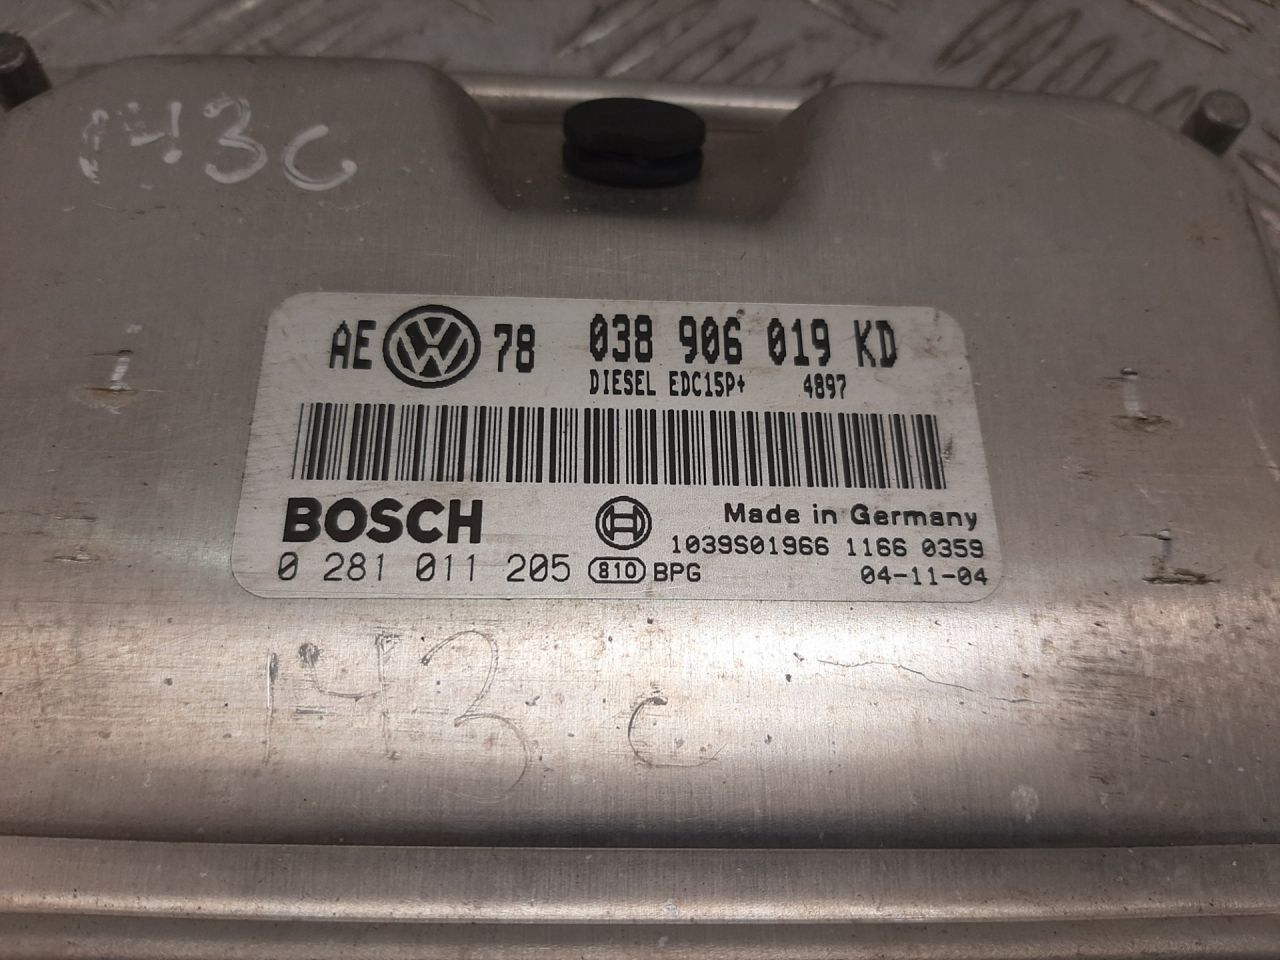 143C
AE VW 78 038 906 019 KD
DIESEL EDC15P+ 4897
BOSCH Made in Germany
1039S01966 1166 0359
0 281 011 205 810 BPG 04-11-04
143C